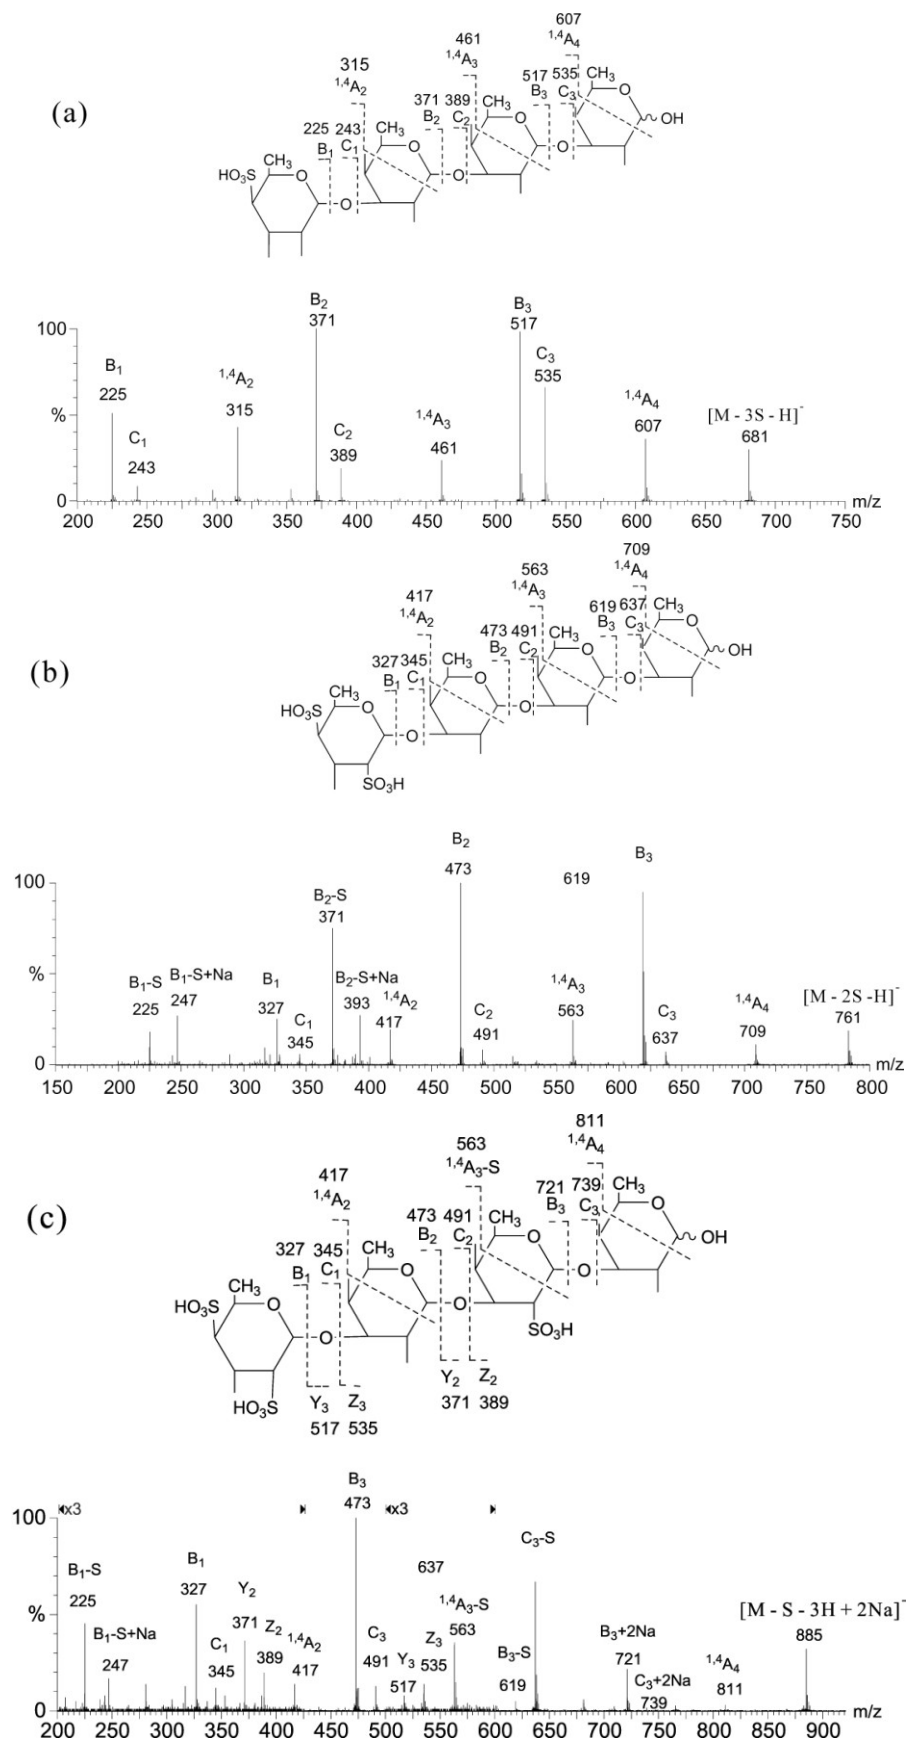 (a)
607
¹,⁴A₄
461
¹,⁴A₃
315
¹,⁴A₂
517 535
B₃ C₃
371 389
B₂ C₂
225 243
B₁ C₁
CH₃ CH₃ CH₃ CH₃
HO₃S O O O O O O O OH
B₂
371
B₃
517
C₃
535
B₁
225
¹,⁴A₂
315
C₁
243
C₂
389
¹,⁴A₃
461
¹,⁴A₄
607
[M - 3S - H]⁻
681
100
%
0
200 250 300 350 400 450 500 550 600 650 700 750 m/z
(b)
709
¹,⁴A₄
563
¹,⁴A₃
417
¹,⁴A₂
619 637
B₃ C₃
473 491
B₂ C₂
327 345
B₁ C₁
CH₃ CH₃ CH₃ CH₃
HO₃S O O O O O O O OH
SO₃H
B₂
473
B₃
619
B₂-S
371
B₁-S
225
B₁-S+Na
247
B₁
327
C₁
345
B₂-S+Na
393
¹,⁴A₂
417
C₂
491
¹,⁴A₃
563
C₃
637
¹,⁴A₄
709
[M - 2S -H]⁻
761
100
%
0
150 200 250 300 350 400 450 500 550 600 650 700 750 800 m/z
(c)
811
¹,⁴A₄
563
¹,⁴A₃-S
417
¹,⁴A₂
721 739
B₃ C₃
473 491
B₂ C₂
327 345
B₁ C₁
CH₃ CH₃ CH₃ CH₃
HO₃S O O O O O O O OH
SO₃H
HO₃S
Y₂ Z₂
371 389
Y₃ Z₃
517 535
x3 x3
B₃
473
C₃-S
637
B₁-S
225
B₁-S+Na
247
B₁
327
C₁
345
Y₂
371
Z₂
389
¹,⁴A₂
417
C₃
491
Y₃
517
Z₃
535
¹,⁴A₃-S
563
B₃-S
619
B₃+2Na
721
C₃+2Na
739
¹,⁴A₄
811
[M - S - 3H + 2Na]⁻
885
100
%
0
200 250 300 350 400 450 500 550 600 650 700 750 800 850 900 m/z